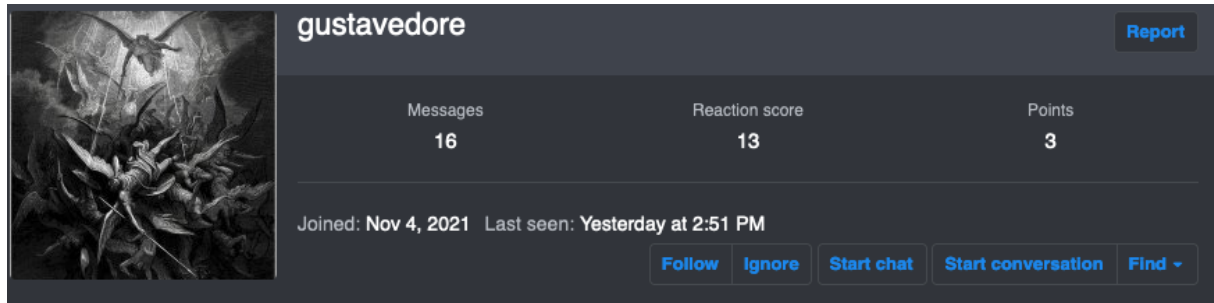 gustavedore
Report
Messages
Reaction score
Points
16
13
3
Joined: Nov 4, 2021 Last seen: Yesterday at 2:51 PM
Follow
Ignore
Start chat
Start conversation
Find